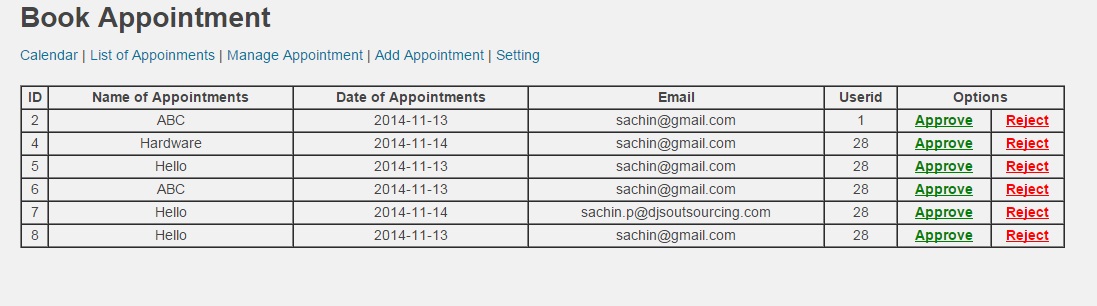 Book Appointment
Calendar | List of Appoinments | Manage Appointment | Add Appointment | Setting
ID Name of Appointments Date of Appointments Email Userid Options
2 ABC 2014-11-13 sachin@gmail.com 1 Approve Reject
4 Hardware 2014-11-14 sachin@gmail.com 28 Approve Reject
5 Hello 2014-11-13 sachin@gmail.com 28 Approve Reject
6 ABC 2014-11-13 sachin@gmail.com 28 Approve Reject
7 Hello 2014-11-14 sachin.p@djsoutsourcing.com 28 Approve Reject
8 Hello 2014-11-13 sachin@gmail.com 28 Approve Reject